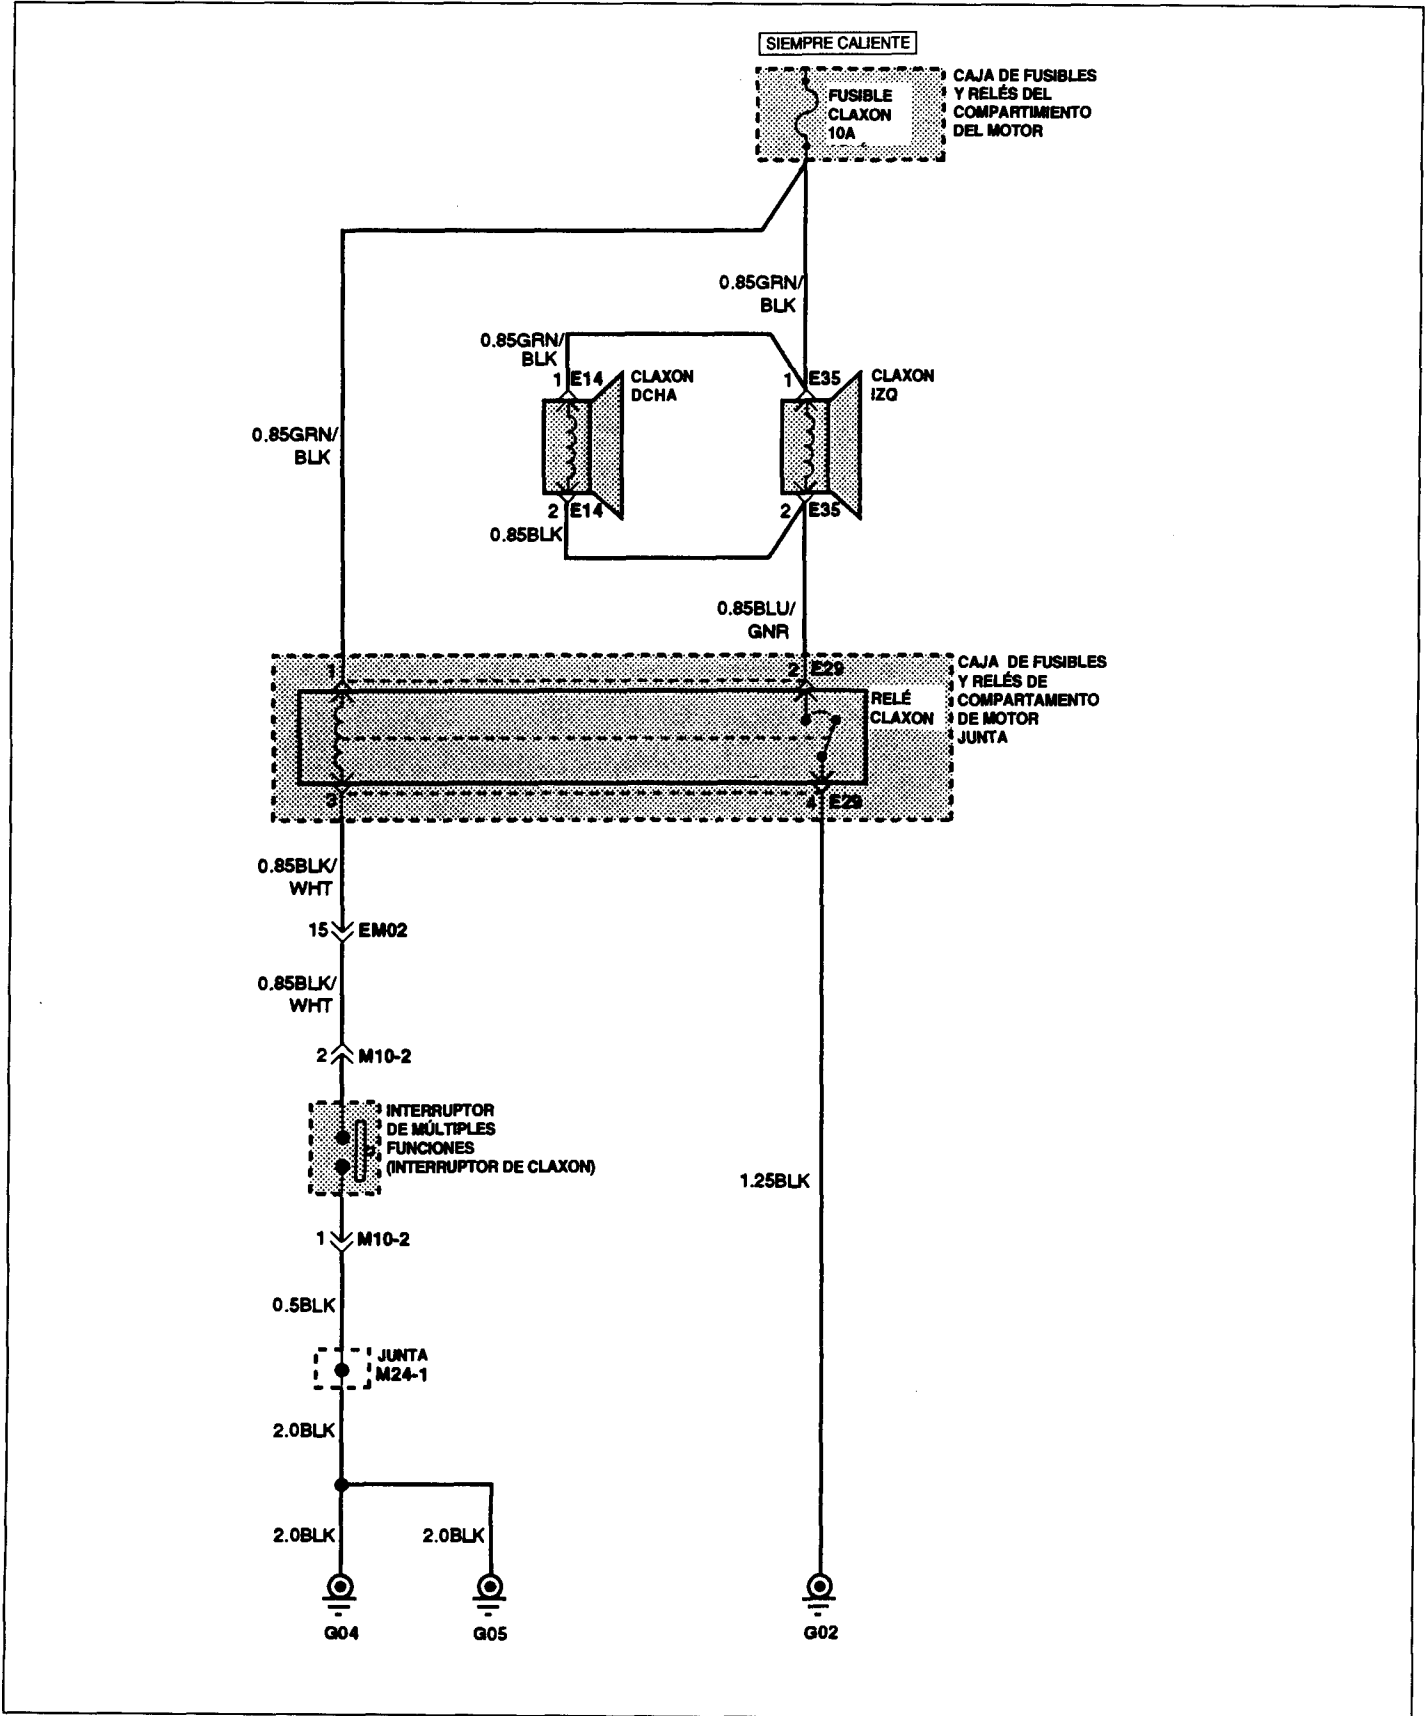 SIEMPRE CALIENTE
FUSIBLE
CLAXON
10A
CAJA DE FUSIBLES
Y RELÉS DEL
COMPARTIMIENTO
DEL MOTOR
0.85GRN/
BLK
0.85GRN/
BLK
1 E14
CLAXON
DCHA
1 E35
CLAXON
IZQ
0.85GRN/
BLK
2 E14
0.85BLK
2 E35
0.85BLU/
GNR
1
2 E29
CAJA DE FUSIBLES
Y RELÉS DE
COMPARTAMENTO
DE MOTOR
JUNTA
RELÉ
CLAXON
3
4 E29
0.85BLK/
WHT
15 EM02
0.85BLK/
WHT
2 M10-2
INTERRUPTOR
DE MÚLTIPLES
FUNCIONES
(INTERRUPTOR DE CLAXON)
1.25BLK
1 M10-2
0.5BLK
JUNTA
M24-1
2.0BLK
2.0BLK
2.0BLK
G04
G05
G02